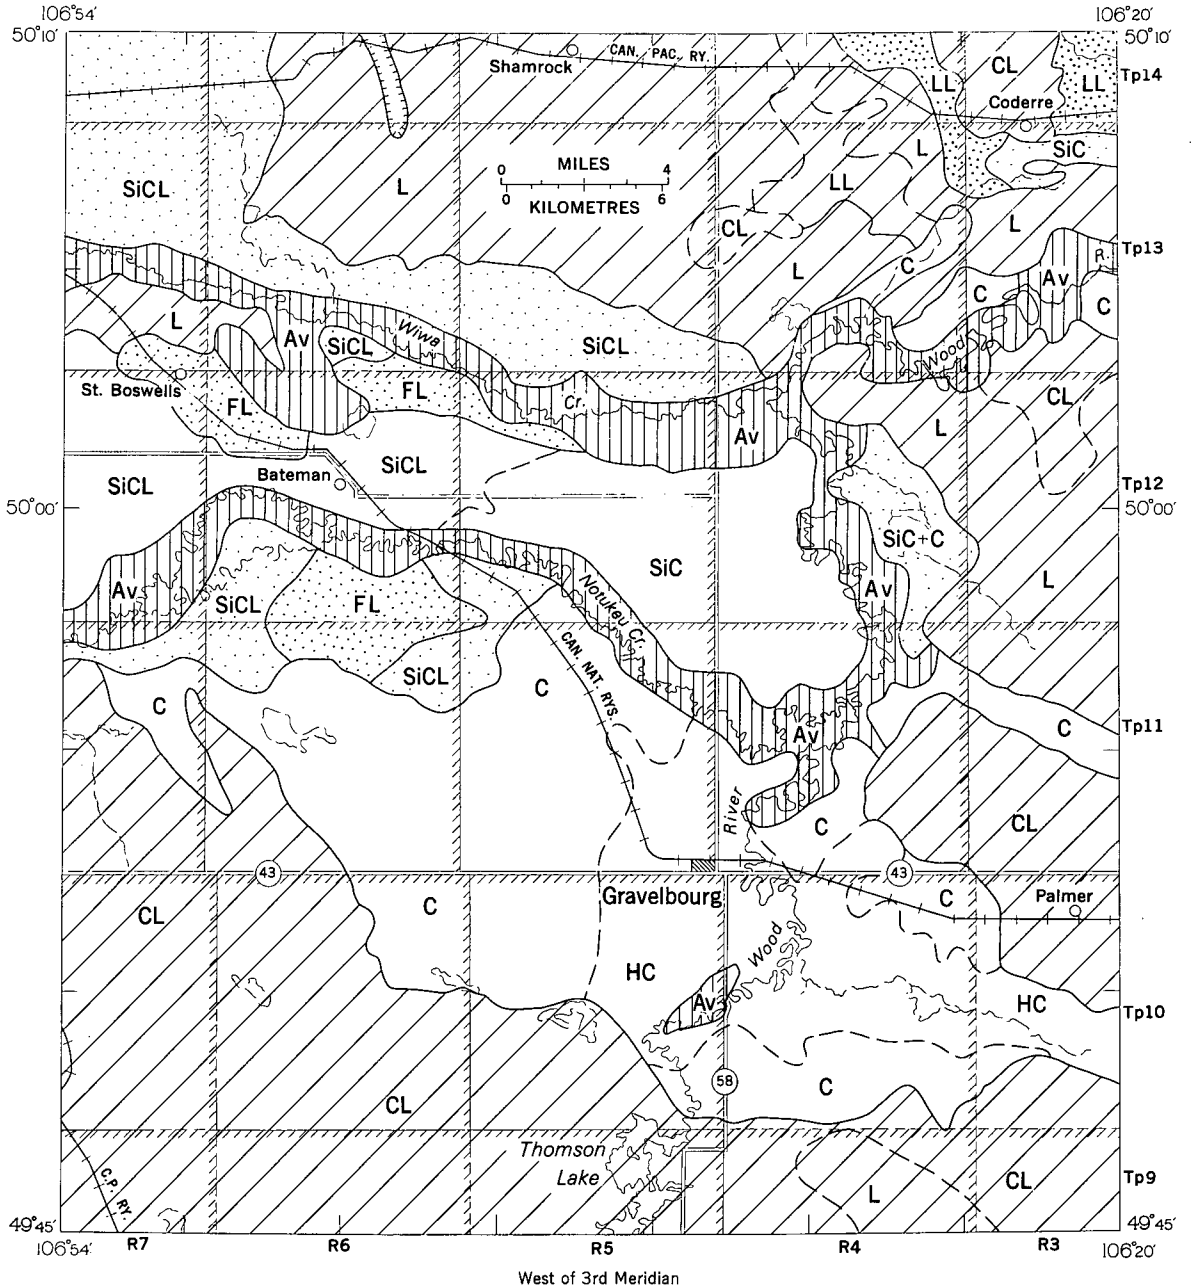 106°54' 106°20'
50°10' 50°10'
CAN. PAC. RY.
Shamrock
CL
LL LL Tp14
Coderre
MILES
0 4
0 6
KILOMETRES
L
SiC
SiCL L LL
CL L
Tp13
R.
L C Av
C C
L Av Wiwa
SiCL SiCL Wood
St. Boswells FL CL
FL Cr. L
Av
SiCL
Bateman
SiCL Tp12
50°00'
SiC+C
SiC
L
Av Av
SiCL FL Notukeu Cr.
CAN. NAT. RYS.
SiCL
C C
Av C Tp11
River
C CL
43 43
Gravelbourg C Palmer
CL C
Wood
HC
Av HC Tp10
58
C
CL
Thomson
Lake
C.P. RY. L CL Tp9
49°45' 49°45'
106°54' R7 R6 R5 R4 R3 106°20'
West of 3rd Meridian